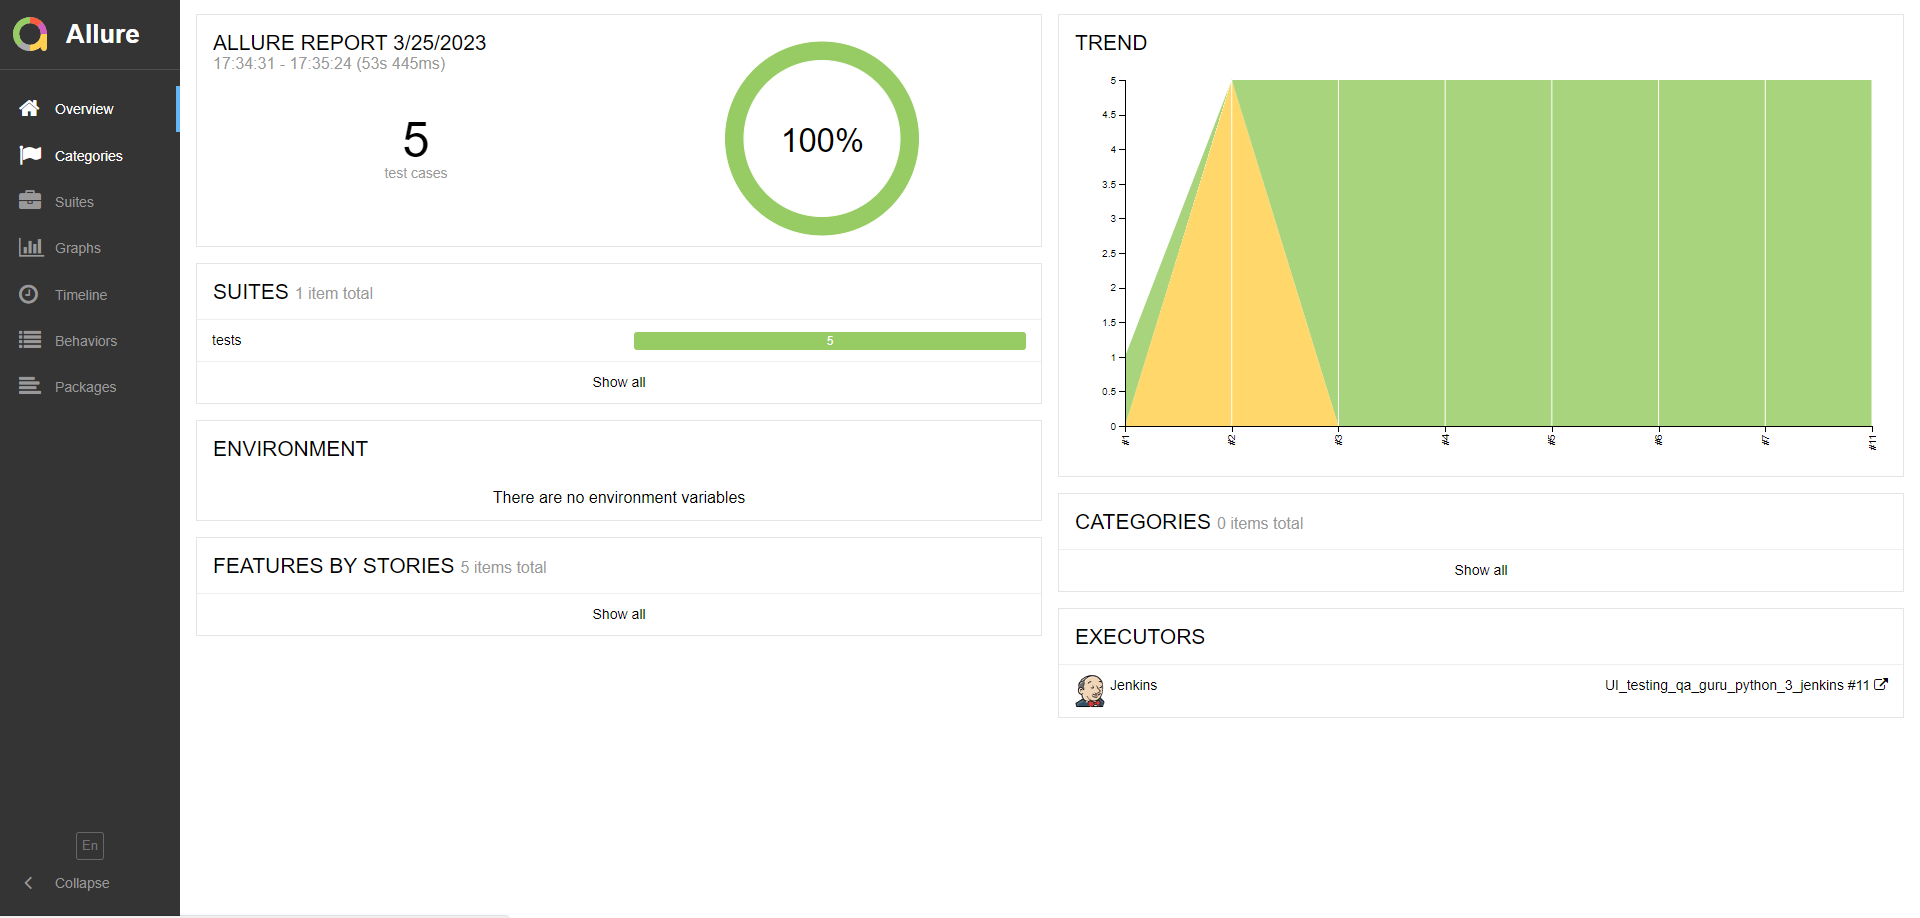 Allure
Overview
Categories
Suites
Graphs
Timeline
Behaviors
Packages
En
Collapse
ALLURE REPORT 3/25/2023
17:34:31 - 17:35:24 (53s 445ms)
5
test cases
100%
SUITES 1 item total
tests
5
Show all
ENVIRONMENT
There are no environment variables
FEATURES BY STORIES 5 items total
Show all
TREND
5
4.5
4
3.5
3
2.5
2
1.5
1
0.5
0
#1
#2
#3
#4
#5
#6
#7
#11
CATEGORIES 0 items total
Show all
EXECUTORS
Jenkins
UI_testing_qa_guru_python_3_jenkins #11